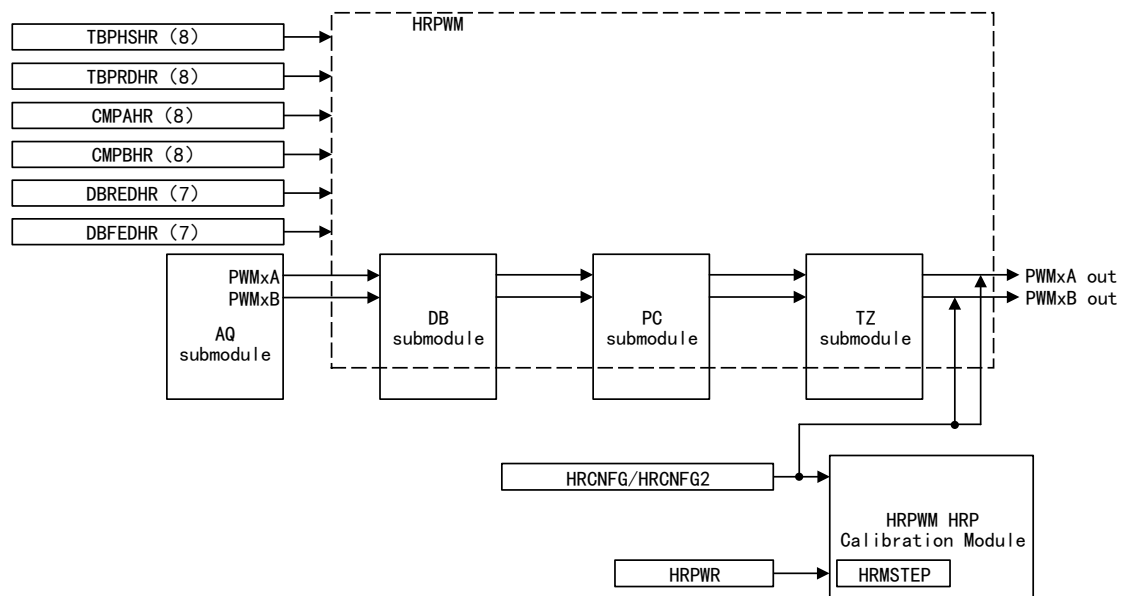 HRPWM
TBPHSHR (8)
TBPRDHR (8)
CMPAHR (8)
CMPBHR (8)
DBREDHR (7)
DBFEDHR (7)
PWMxA
PWMxB
AQ
submodule
DB
submodule
PC
submodule
TZ
submodule
PWMxA out
PWMxB out
HRCNFG/HRCNFG2
HRPWM HRP
Calibration Module
HRPWR
HRMSTEP